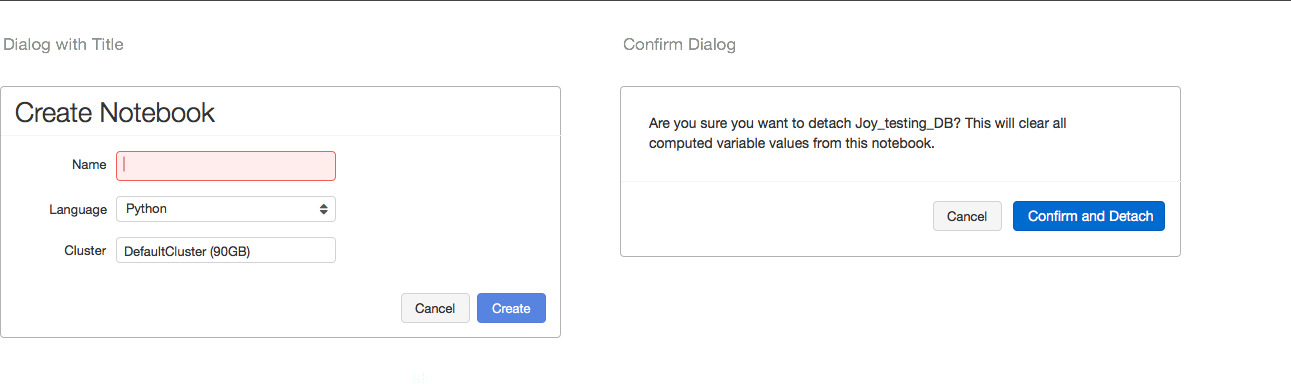 Dialog with Title
Confirm Dialog
Create Notebook
Name
Language
Python
Cluster
DefaultCluster (90GB)
Cancel
Create
Are you sure you want to detach Joy_testing_DB? This will clear all
computed variable values from this notebook.
Cancel
Confirm and Detach